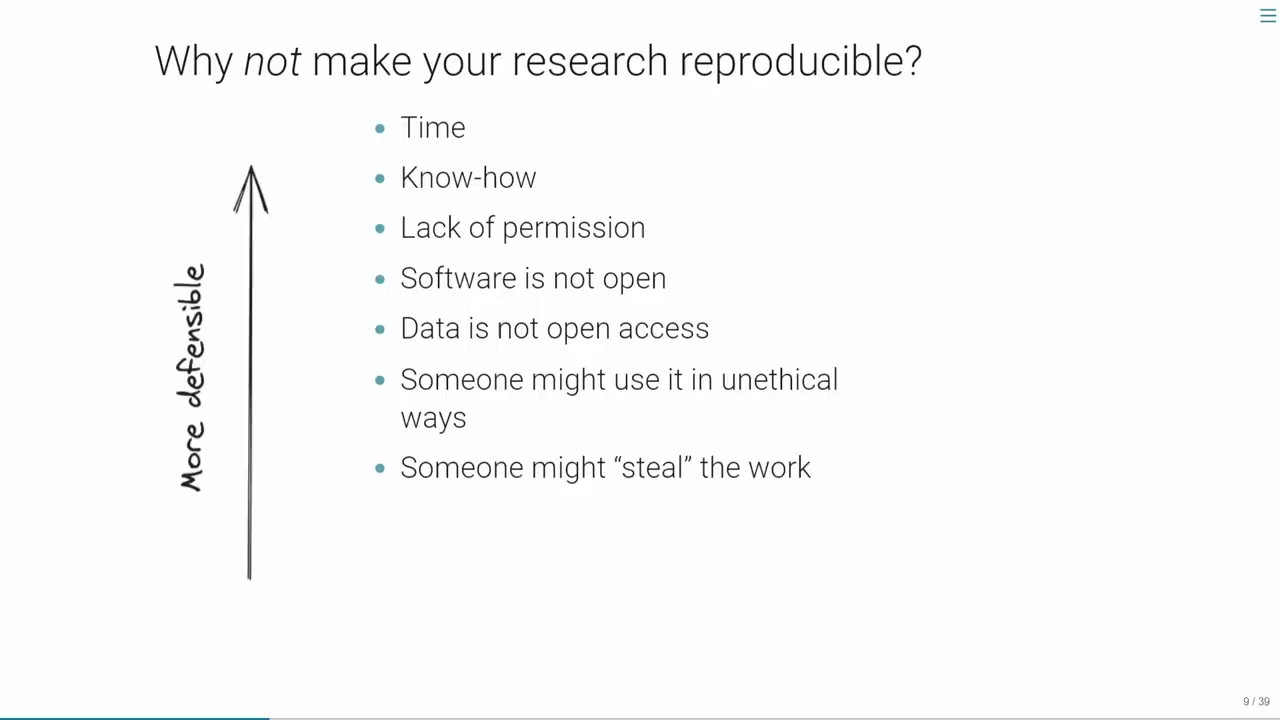 Why not make your research reproducible?
More defensible
Time
Know-how
Lack of permission
Software is not open
Data is not open access
Someone might use it in unethical
ways
Someone might “steal” the work
9 / 39